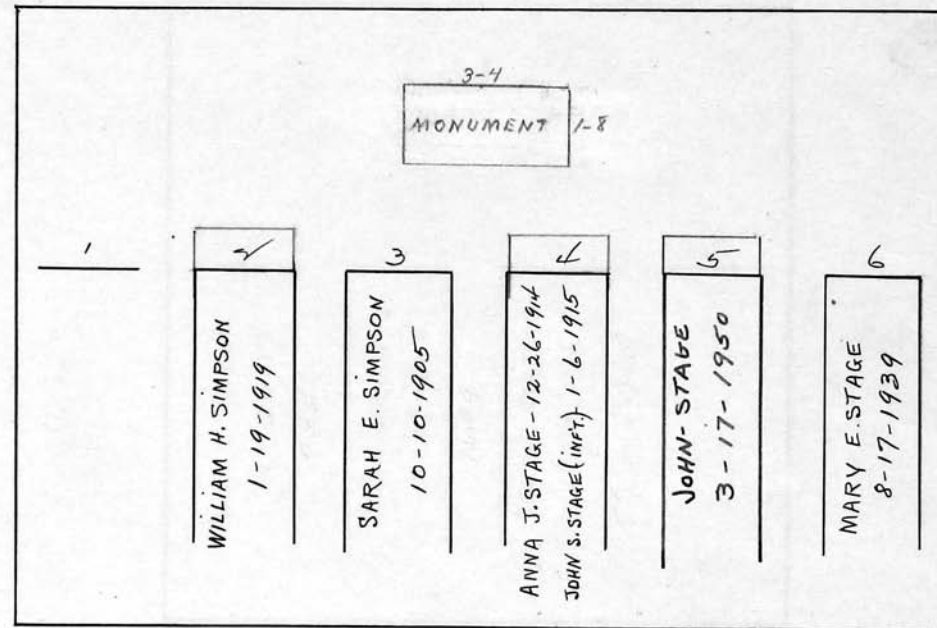 3-4
MONUMENT 1-8
1
2
3
4
5
6
WILLIAM H. SIMPSON
1-19-1919
SARAH E. SIMPSON
10-10-1905
ANNA J. STAGE - 12-26-1914
JOHN S. STAGE (INFT.) 1-6-1915
JOHN - STAGE
3-17-1950
MARY E. STAGE
8-17-1939